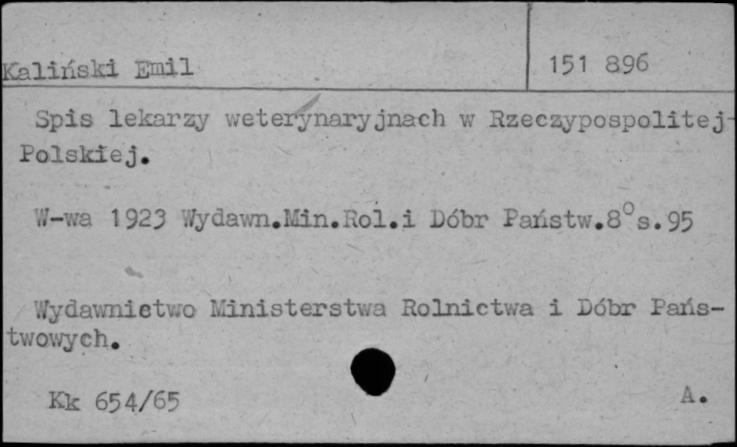 Kaliński Emil
151 896
Spis lekarzy weterynaryjnach w Rzeczypospolitej-
Polskiej.
W-wa 1923 Wydawn.Min.Rol.i Dóbr Państw.8°s.95
Wydawnictwo Ministerstwa Rolnictwa i Dóbr Pańs-
twowych.
Kk 654/65
A.